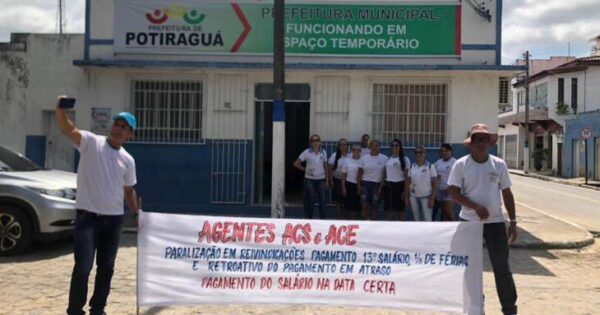 PREFEITURA DE
POTIRAGUÁ
PREFEITURA MUNICIPAL
FUNCIONANDO EM
ESPAÇO TEMPORÁRIO
AGENTES ACS e ACE
PARALIZAÇÃO EM REIVINDICAÇÕES PAGAMENTO 13º SALÁRIO, ⅓ DE FÉRIAS
E RETROATIVO DO PAGAMENTO EM ATRASO
PAGAMENTO DO SALÁRIO NA DATA CERTA